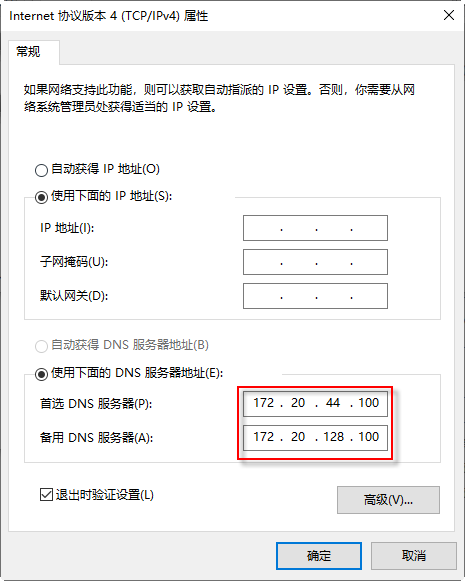 Internet 协议版本 4 (TCP/IPv4) 属性
常规
如果网络支持此功能，则可以获取自动指派的 IP 设置。否则，你需要从网
络系统管理员处获得适当的 IP 设置。
自动获得 IP 地址(O)
使用下面的 IP 地址(S):
IP 地址(I):
子网掩码(U):
默认网关(D):
自动获得 DNS 服务器地址(B)
使用下面的 DNS 服务器地址(E):
首选 DNS 服务器(P): 172 . 20 . 44 . 100
备用 DNS 服务器(A): 172 . 20 . 128 . 100
退出时验证设置(L) 高级(V)...
确定 取消